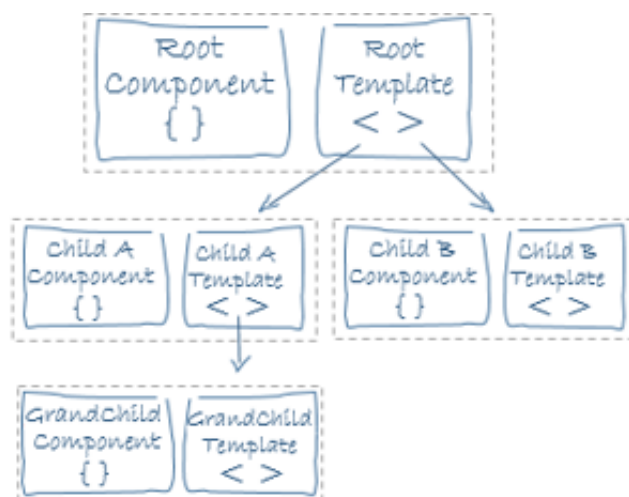 Root
Component
{ }
Root
Template
< >
Child A
Component
{ }
Child A
Template
< >
Child B
Component
{ }
Child B
Template
< >
GrandChild
Component
{ }
GrandChild
Template
< >